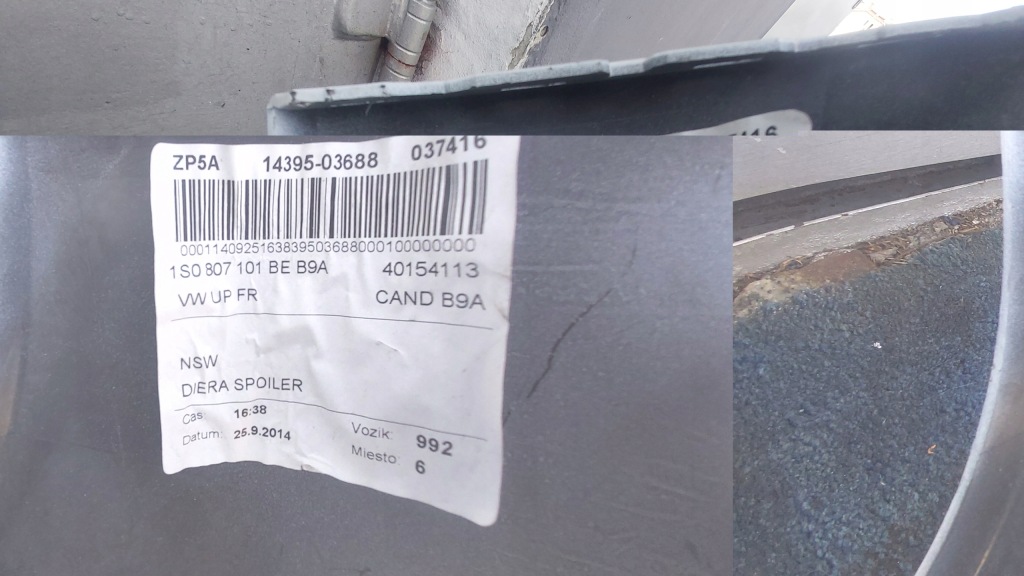 ZP5A 14395-03688 037416
000114092516383950368800010000000
1S0 807 101 BE B9A 40154113
VW UP FR CAND B9A
NSW
DIERA SPOILER
Cas: 16:38 Vozik: 992
Datum: 25.9.2014 Miesto: 6